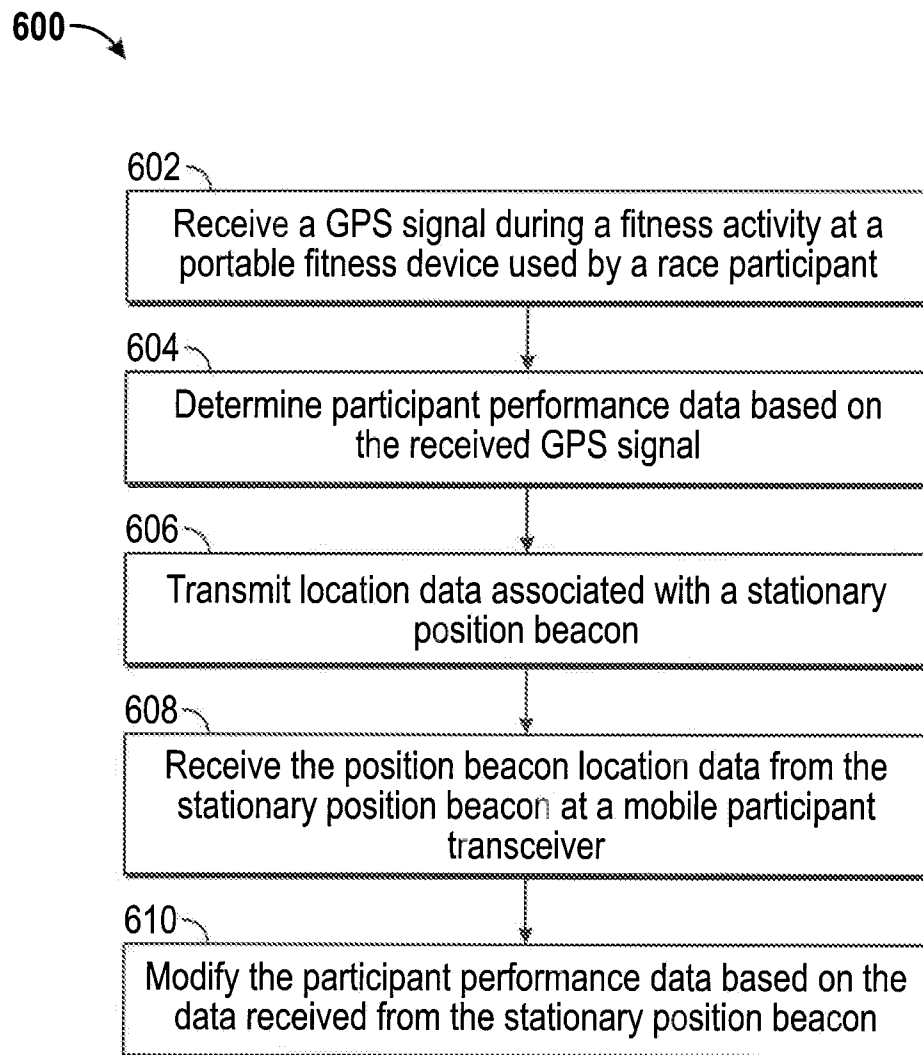 600
602
Receive a GPS signal during a fitness activity at a
portable fitness device used by a race participant
604
Determine participant performance data based on
the received GPS signal
606
Transmit location data associated with a stationary
position beacon
608
Receive the position beacon location data from the
stationary position beacon at a mobile participant
transceiver
610
Modify the participant performance data based on the
data received from the stationary position beacon